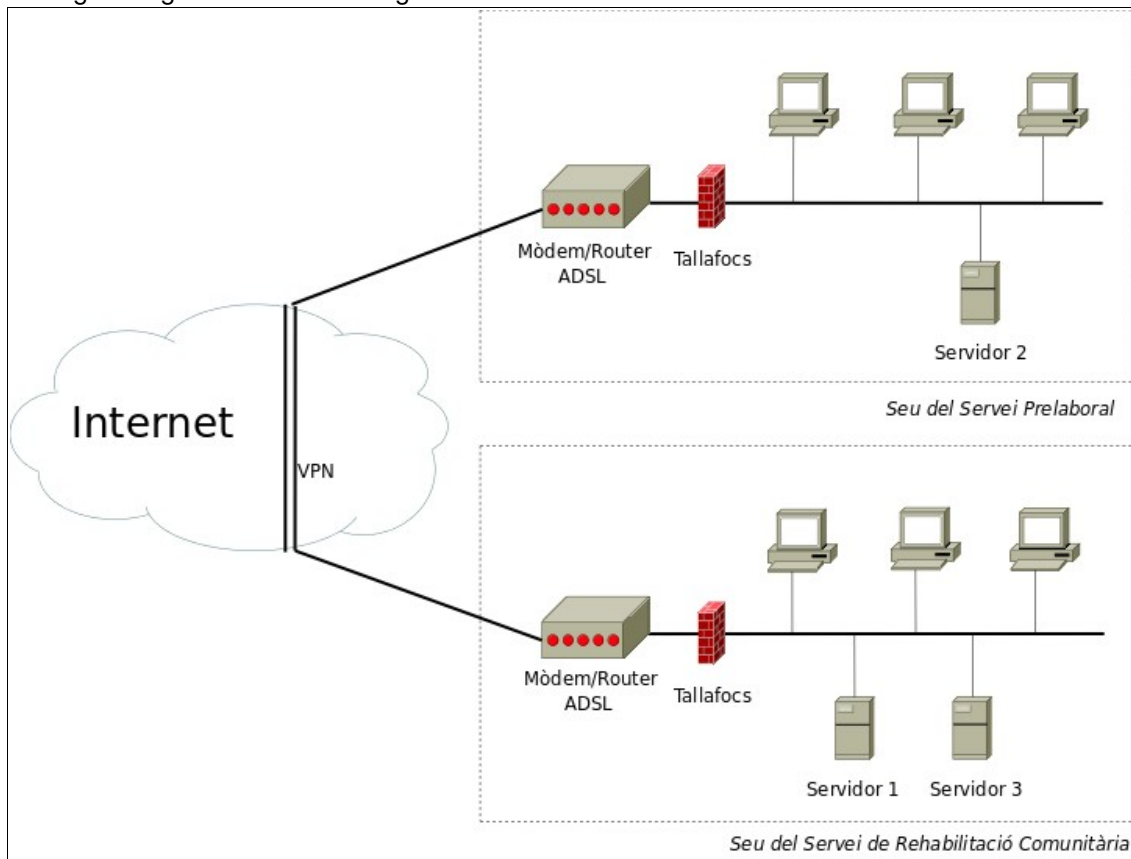 Mòdem/Router
ADSL
Tallafocs
Servidor 2
Seu del Servei Prelaboral
Internet
VPN
Mòdem/Router
ADSL
Tallafocs
Servidor 1
Servidor 3
Seu del Servei de Rehabilitació Comunitària